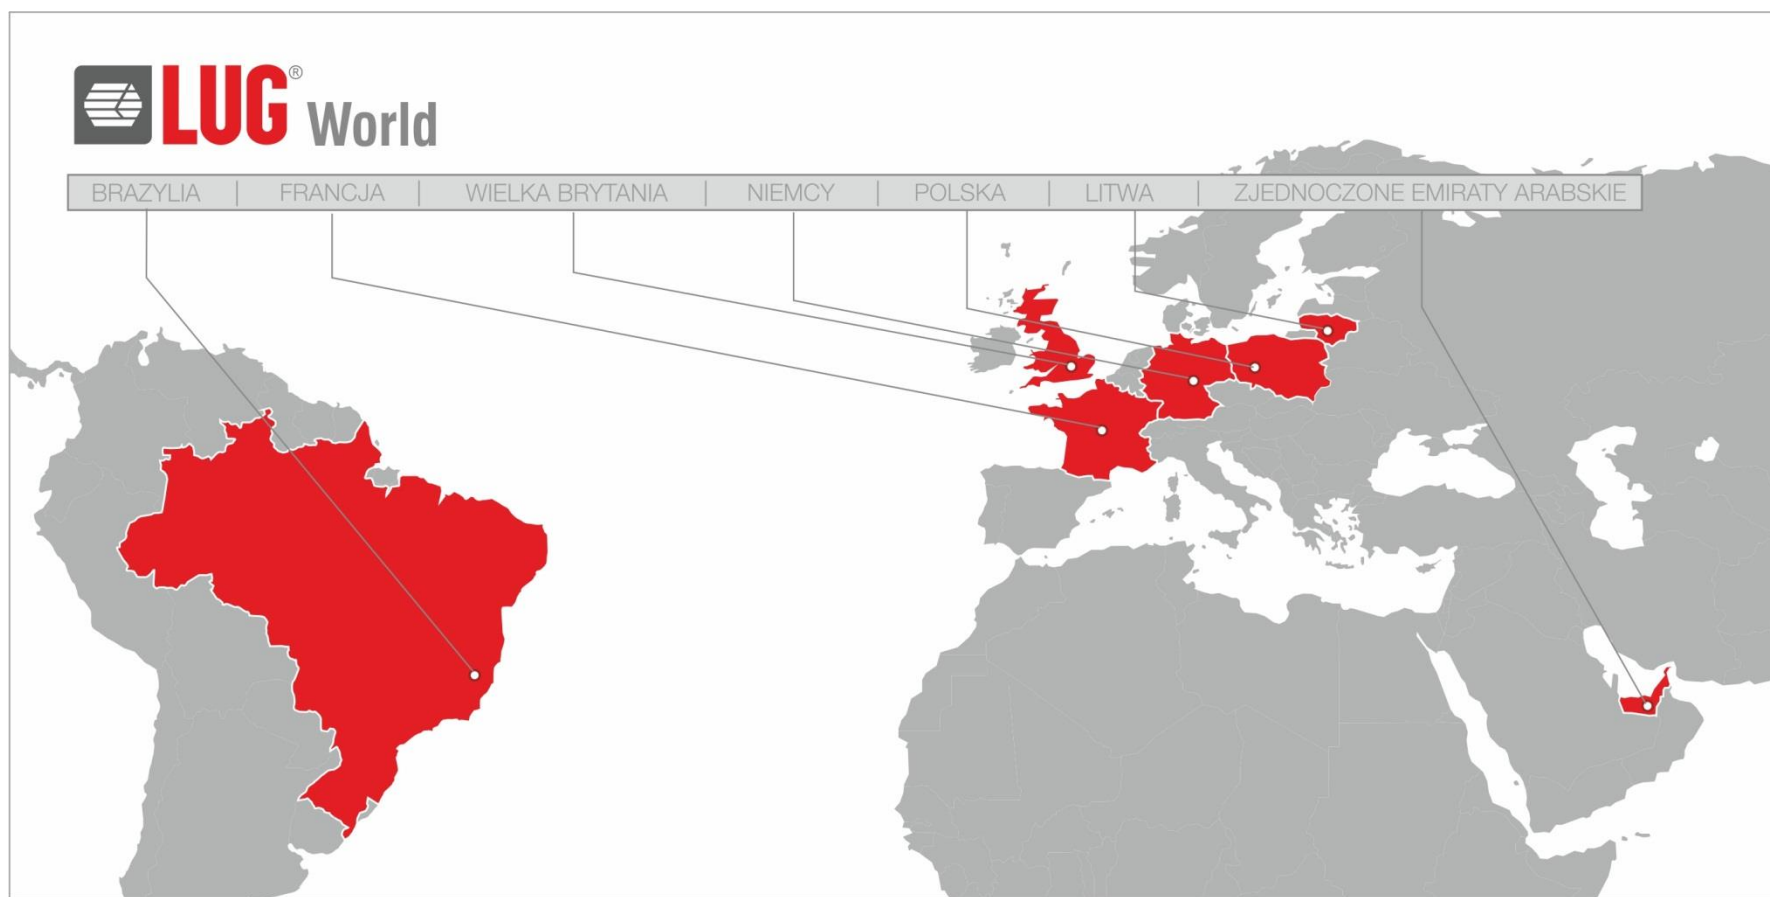 LUG® World
BRAZYLIA | FRANCJA | WIELKA BRYTANIA | NIEMCY | POLSKA | LITWA | ZJEDNOCZONE EMIRATY ARABSKIE